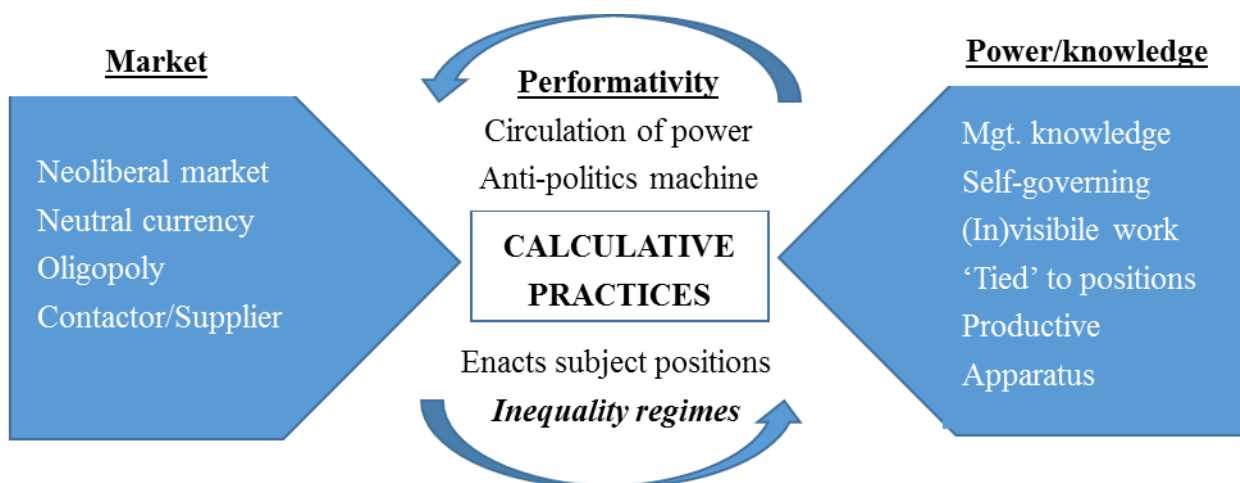 Market
Neoliberal market
Neutral currency
Oligopoly
Contactor/Supplier
Performativity
Circulation of power
Anti-politics machine
CALCULATIVE
PRACTICES
Enacts subject positions
Inequality regimes
Power/knowledge
Mgt. knowledge
Self-governing
(In)visibile work
‘Tied’ to positions
Productive
Apparatus